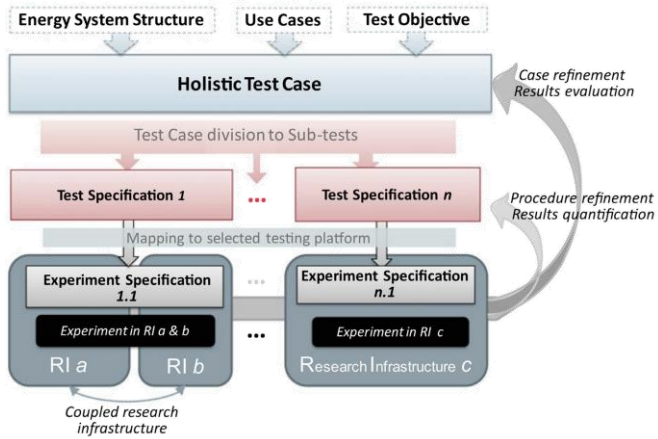 Energy System Structure
Use Cases
Test Objective
Holistic Test Case
Case refinement
Results evaluation
Test Case division to Sub-tests
Test Specification 1
...
Test Specification n
Procedure refinement
Results quantification
Mapping to selected testing platform
Experiment Specification
1.1
...
Experiment Specification
n.1
Experiment in RI a & b
...
Experiment in RI c
RI a
RI b
Research Infrastructure c
Coupled research
infrastructure